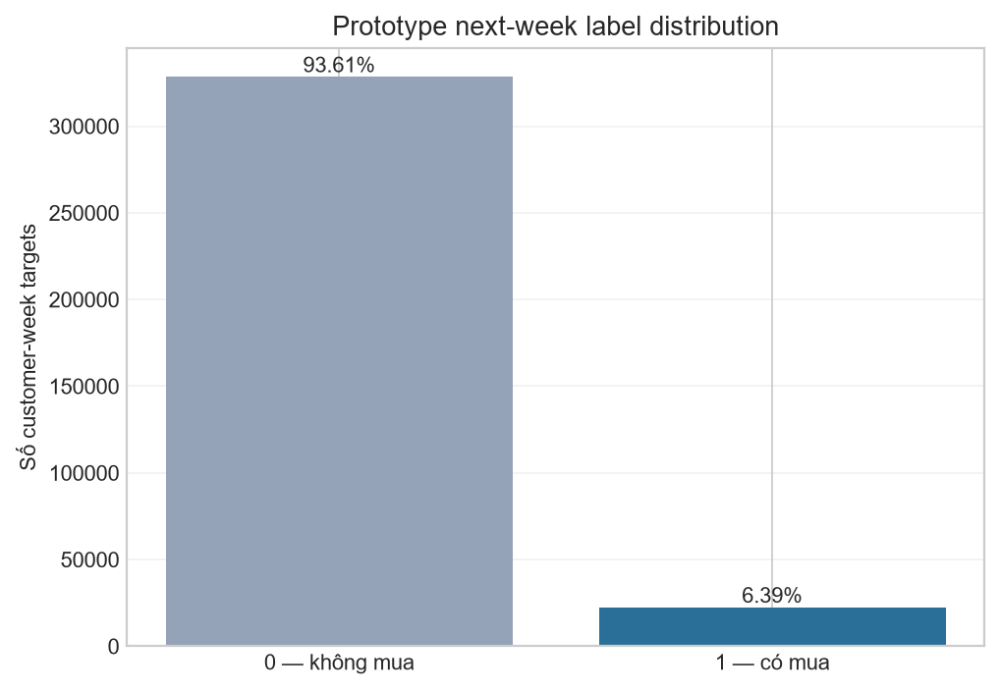 Prototype next-week label distribution
Số customer-week targets
300000
250000
200000
150000
100000
50000
0
93.61%
6.39%
0 — không mua
1 — có mua